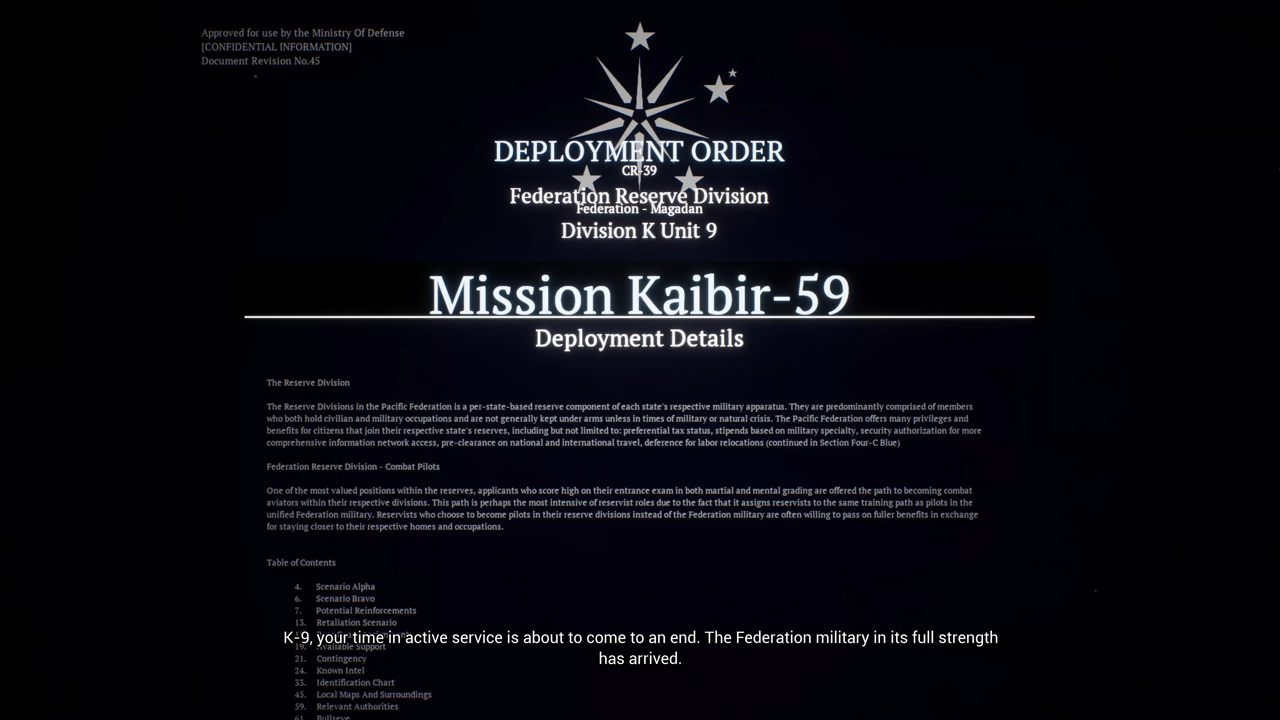 Approved for use by the Ministry Of Defense
[CONFIDENTIAL INFORMATION]
Document Revision No.45
DEPLOYMENT ORDER
CR-39
Federation Reserve Division
Federation - Magadan
Division K Unit 9
Mission Kaibir-59
Deployment Details
The Reserve Division
The Reserve Divisions in the Pacific Federation is a per-state-based reserve component of each state's respective military apparatus. They are predominantly comprised of members
who both hold civilian and military occupations and are not generally kept under arms unless in times of military or natural crisis. The Pacific Federation offers many privileges and
benefits for citizens that join their respective state's reserves, including but not limited to: preferential tax status, stipends based on military specialty, security authorization for more
comprehensive information network access, pre-clearance on national and international travel, deference for labor relocations (continued in Section Four-C Blue)
Federation Reserve Division - Combat Pilots
One of the most valued positions within the reserves, applicants who score high on their entrance exam in both martial and mental grading are offered the path to becoming combat
aviators within their respective divisions. This path is perhaps the most intensive of reservist roles due to the fact that it assigns reservists to the same training path as pilots in the
unified Federation military. Reservists who choose to become pilots in their reserve divisions instead of the Federation military are often willing to pass on fuller benefits in exchange
for staying closer to their respective homes and occupations.
Table of Contents
4. Scenario Alpha
6. Scenario Bravo
7. Potential Reinforcements
13. Retaliation Scenario
K-9, your time in active service is about to come to an end. The Federation military in its full strength
19. Available Support
has arrived.
21. Contingency
24. Known Intel
33. Identification Chart
45. Local Maps And Surroundings
59. Relevant Authorities
61. Bullseye